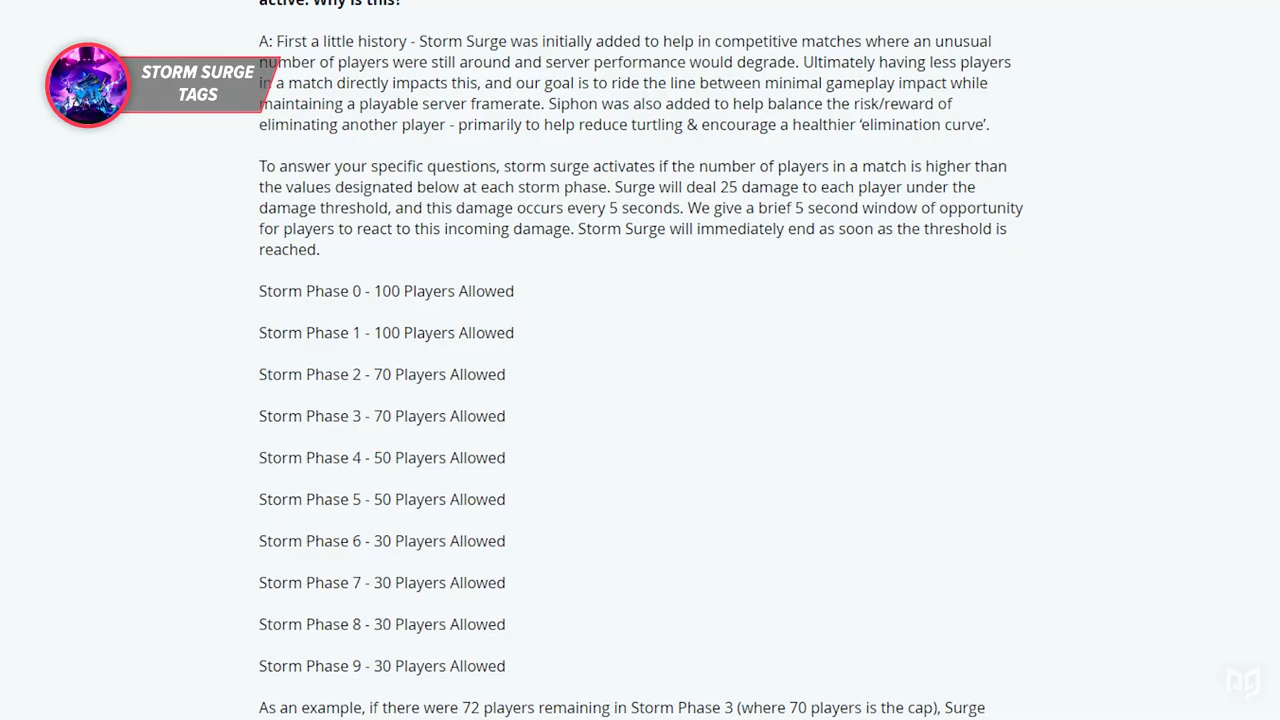 active. Why is this?
STORM SURGE
TAGS
A: First a little history - Storm Surge was initially added to help in competitive matches where an unusual
number of players were still around and server performance would degrade. Ultimately having less players
in a match directly impacts this, and our goal is to ride the line between minimal gameplay impact while
maintaining a playable server framerate. Siphon was also added to help balance the risk/reward of
eliminating another player - primarily to help reduce turtling & encourage a healthier ‘elimination curve’.
To answer your specific questions, storm surge activates if the number of players in a match is higher than
the values designated below at each storm phase. Surge will deal 25 damage to each player under the
damage threshold, and this damage occurs every 5 seconds. We give a brief 5 second window of opportunity
for players to react to this incoming damage. Storm Surge will immediately end as soon as the threshold is
reached.
Storm Phase 0 - 100 Players Allowed
Storm Phase 1 - 100 Players Allowed
Storm Phase 2 - 70 Players Allowed
Storm Phase 3 - 70 Players Allowed
Storm Phase 4 - 50 Players Allowed
Storm Phase 5 - 50 Players Allowed
Storm Phase 6 - 30 Players Allowed
Storm Phase 7 - 30 Players Allowed
Storm Phase 8 - 30 Players Allowed
Storm Phase 9 - 30 Players Allowed
As an example, if there were 72 players remaining in Storm Phase 3 (where 70 players is the cap), Surge